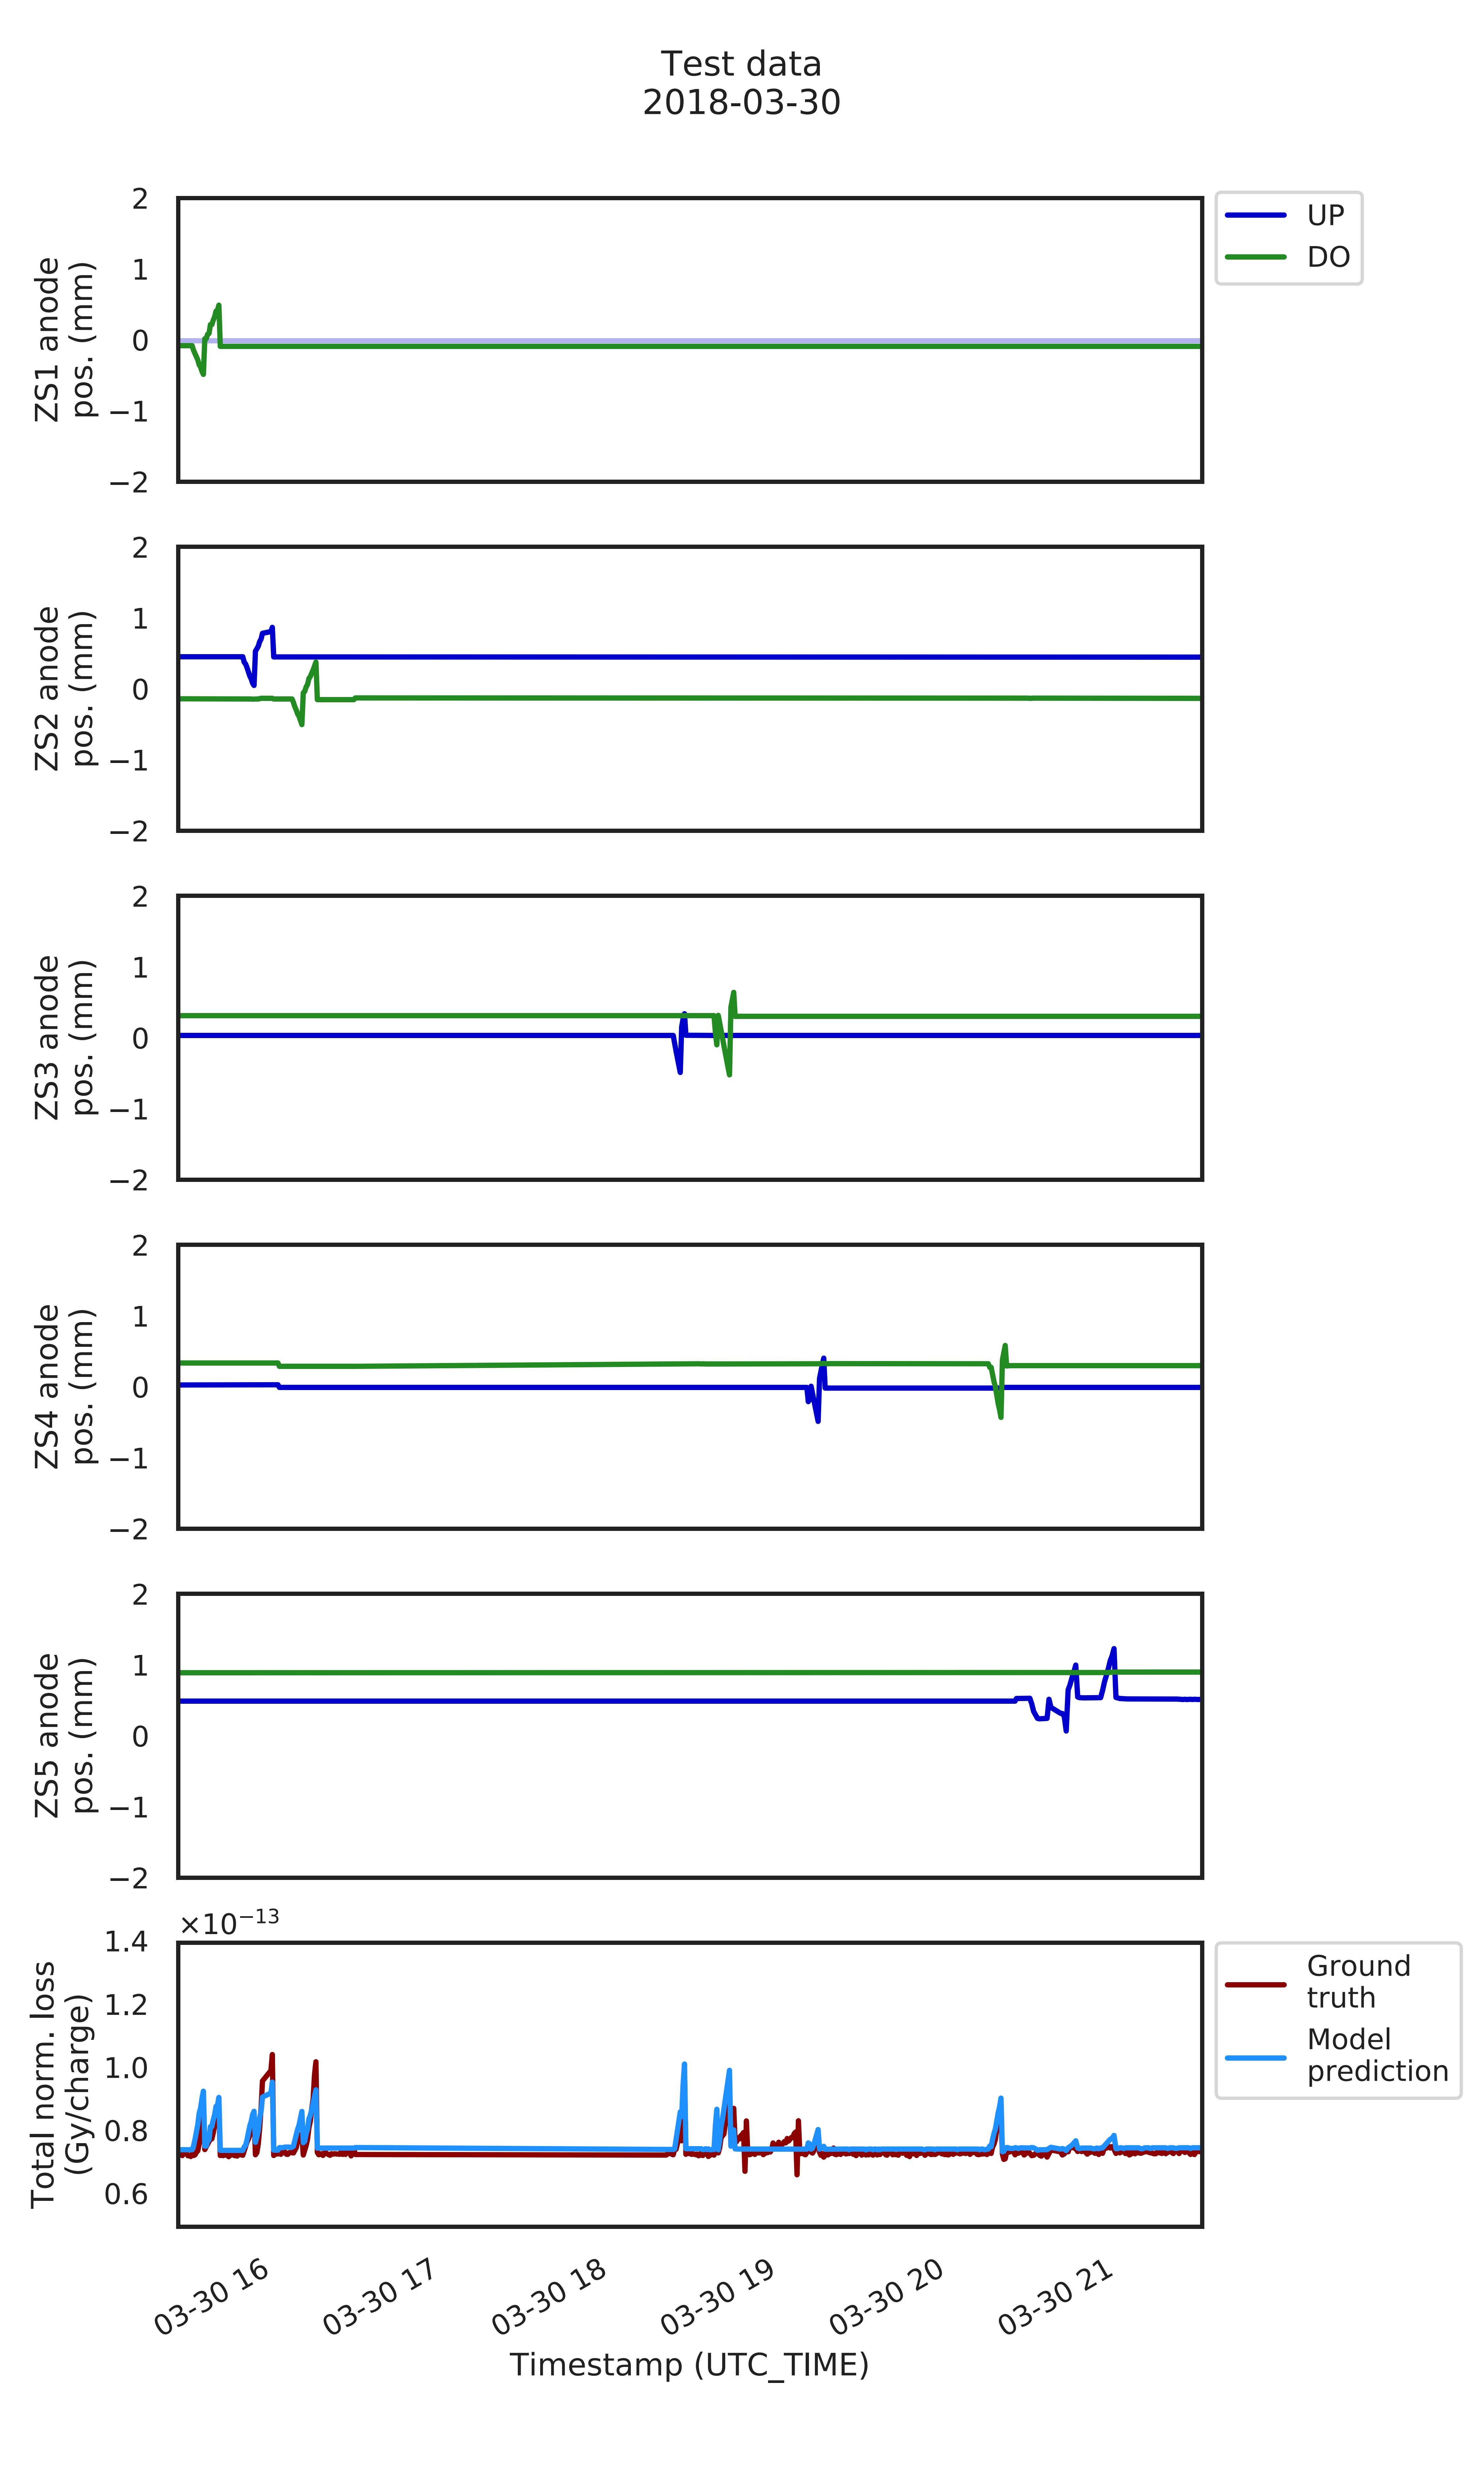 Test data
2018-03-30
2
1
0
−1
−2
ZS1 anode
pos. (mm)
UP
DO
2
1
0
−1
−2
ZS2 anode
pos. (mm)
2
1
0
−1
−2
ZS3 anode
pos. (mm)
2
1
0
−1
−2
ZS4 anode
pos. (mm)
2
1
0
−1
−2
ZS5 anode
pos. (mm)
×10⁻¹³
1.4
1.2
1.0
0.8
0.6
Total norm. loss
(Gy/charge)
Ground
truth
Model
prediction
03-30 16
03-30 17
03-30 18
03-30 19
03-30 20
03-30 21
Timestamp (UTC_TIME)